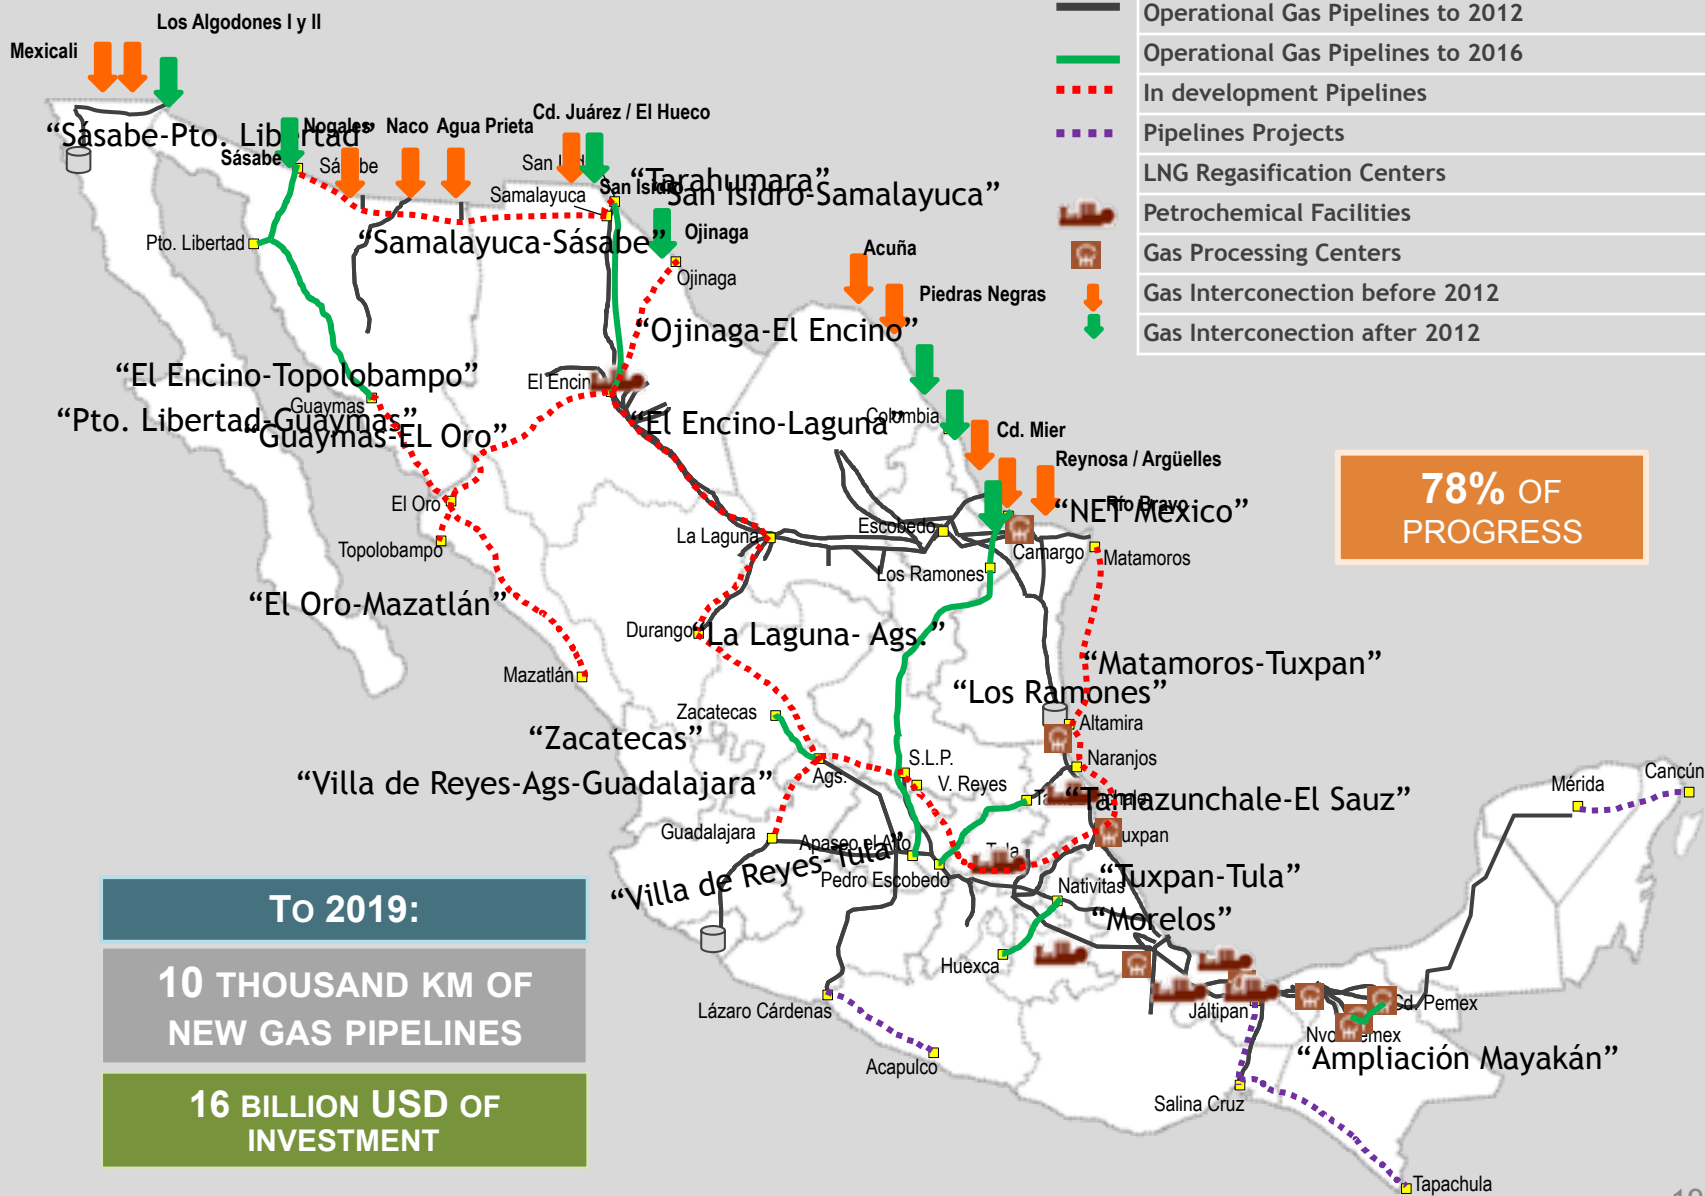 Operational Gas Pipelines to 2012
Operational Gas Pipelines to 2016
In development Pipelines
Pipelines Projects
LNG Regasification Centers
Petrochemical Facilities
Gas Processing Centers
Gas Interconection before 2012
Gas Interconection after 2012
Los Algodones I y II
Mexicali
“Sásabe-Pto. Libertad”
Nogales
Naco
Agua Prieta
Cd. Juárez / El Hueco
Sásabe
San Isidro
“Tarahumara”
“San Isidro-Samalayuca”
Samalayuca
Pto. Libertad
“Samalayuca-Sásabe”
Ojinaga
Ojinaga
Acuña
Piedras Negras
“Ojinaga-El Encino”
“El Encino-Topolobampo”
Guaymas
“Pto. Libertad-Guaymas”
“Guaymas-EL Oro”
“El Encino-Laguna”
Colombia
Cd. Mier
Reynosa / Argüelles
Río Bravo
“NET Mexico”
78% OF
PROGRESS
El Oro
Topolobampo
La Laguna
Escobedo
Camargo
Matamoros
Los Ramones
“El Oro-Mazatlán”
Durango
“La Laguna- Ags.”
Mazatlán
“Matamoros-Tuxpan”
“Los Ramones”
Zacatecas
“Zacatecas”
Altamira
Naranjos
“Villa de Reyes-Ags-Guadalajara”
Ags.
S.L.P.
V. Reyes
“Tamazunchale-El Sauz”
Mérida
Cancún
Guadalajara
Apaseo el Alto
Tula
“Villa de Reyes-Tula”
Pedro Escobedo
Nativitas
“Tuxpan-Tula”
“Morelos”
Huexca
TO 2019:
10 THOUSAND KM OF
NEW GAS PIPELINES
16 BILLION USD OF
INVESTMENT
Lázaro Cárdenas
Acapulco
Jáltipan
Cd. Pemex
“Ampliación Mayakán”
Salina Cruz
Tapachula